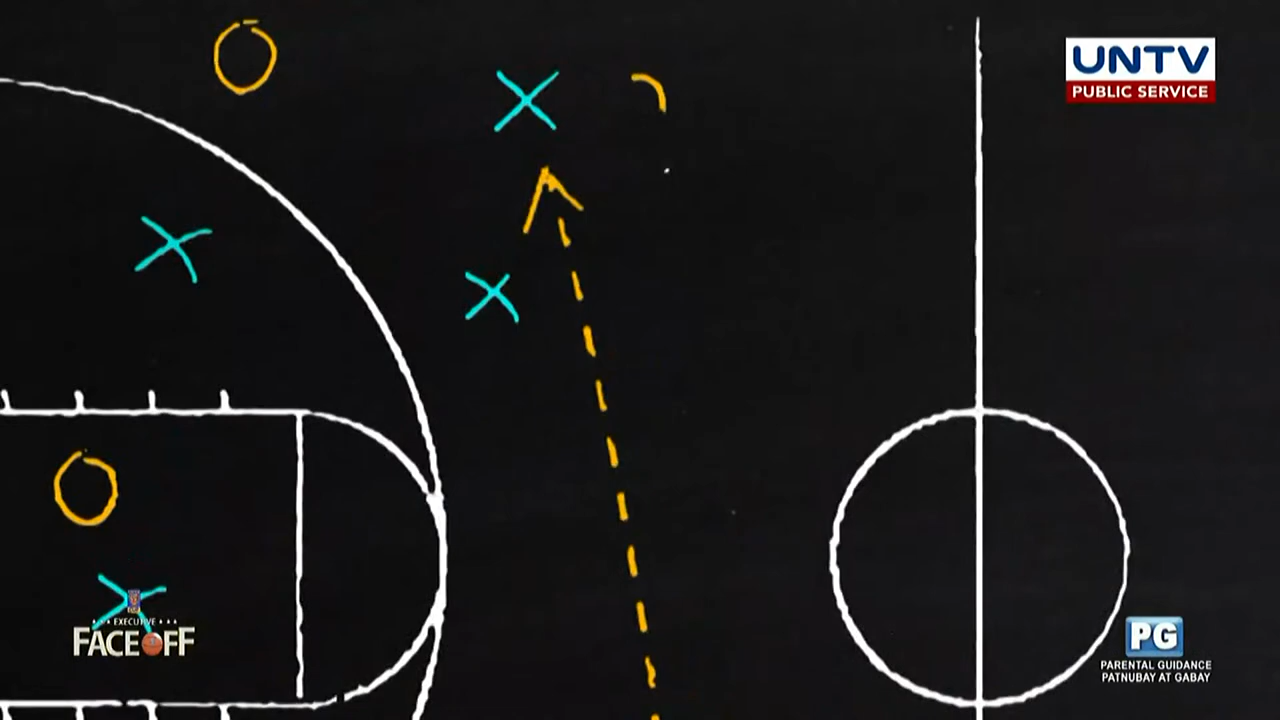 UNTV
PUBLIC SERVICE
EXECUTIVE
FACEOFF
PG
PARENTAL GUIDANCE
PATNUBAY AT GABAY